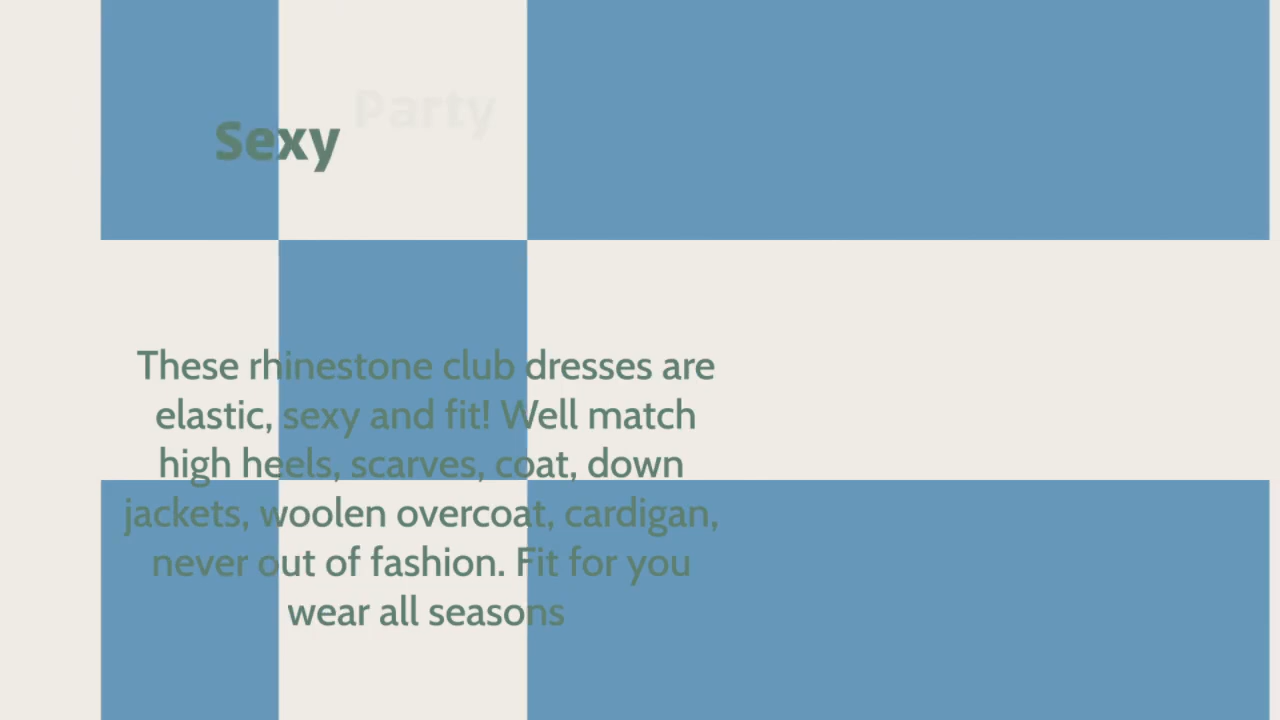 Party
Sexy
These rhinestone club dresses are
elastic, sexy and fit! Well match
high heels, scarves, coat, down
jackets, woolen overcoat, cardigan,
never out of fashion. Fit for you
wear all seasons